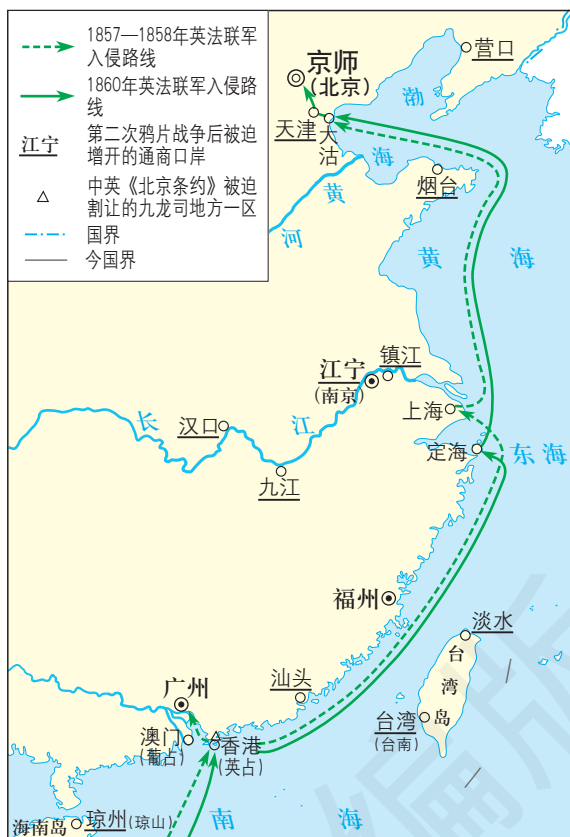 1857—1858年英法联军
入侵路线
1860年英法联军入侵路
线
江宁
第二次鸦片战争后被迫
增开的通商口岸
中英《北京条约》被迫
割让的九龙司地方一区
国界
今国界
京师
(北京)
营口
渤
海
天津
大沽
烟台
黄
河
黄
海
江宁
(南京)
镇江
上海
长
江
汉口
九江
定海
东海
福州
淡水
台
湾
岛
台湾
(台南)
广州
汕头
澳门
(葡占)
香港
(英占)
海南岛
琼州(琼山)
南
海